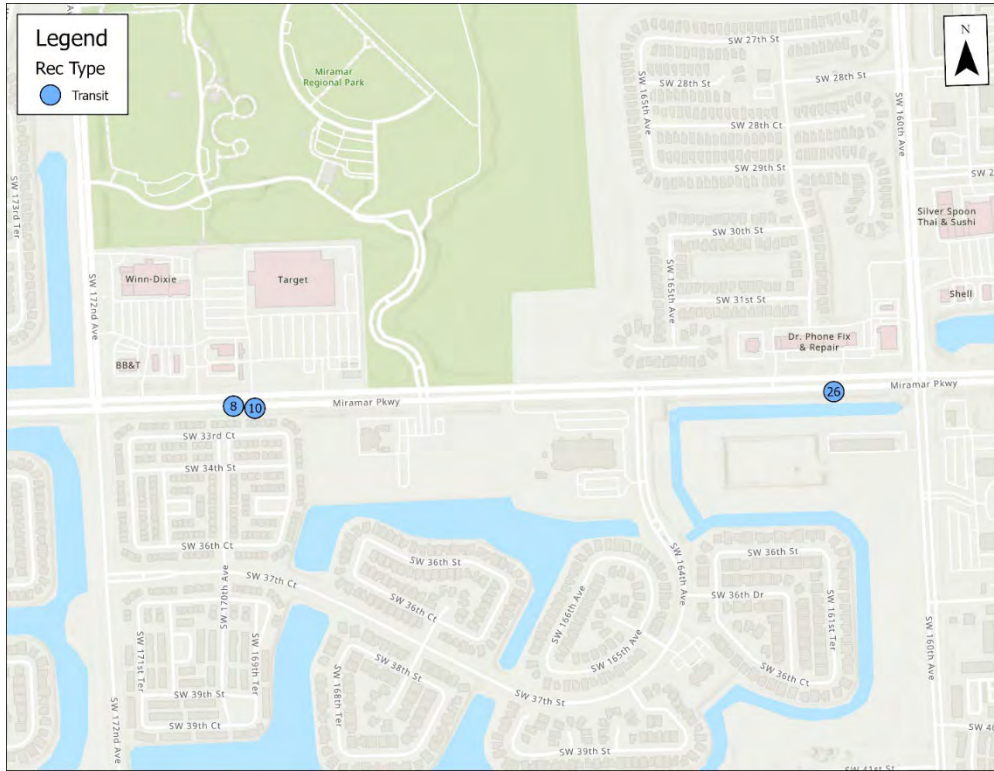 Legend
Rec Type
Transit
N
Miramar
Regional Park
SW 27th St
SW 28th St
SW 28th St
SW 165th Ave
SW 28th Ct
SW 160th Ave
SW 29th St
SW 2
SW 173rd Ter
Silver Spoon
Thai & Sushi
SW 30th St
SW 172nd Ave
Winn-Dixie
Target
SW 165th Ave
SW 31st St
Shell
Dr. Phone Fix
& Repair
BB&T
Miramar Pkwy
26
8
10
Miramar Pkwy
SW 33rd Ct
SW 34th St
SW 36th Ct
SW 36th St
SW 36th St
SW 164th Ave
SW 37th Ct
SW 170th Ave
SW 36th Ct
SW 166th Ave
SW 36th Dr
SW 161st Ter
SW 160th Ave
SW 171st Ter
SW 169th Ter
SW 165th Ave
SW 36th Ct
SW 38th St
SW 168th Ter
SW 39th St
SW 37th St
SW 39th Ct
SW 172nd Ave
SW 39th St
SW 41st St